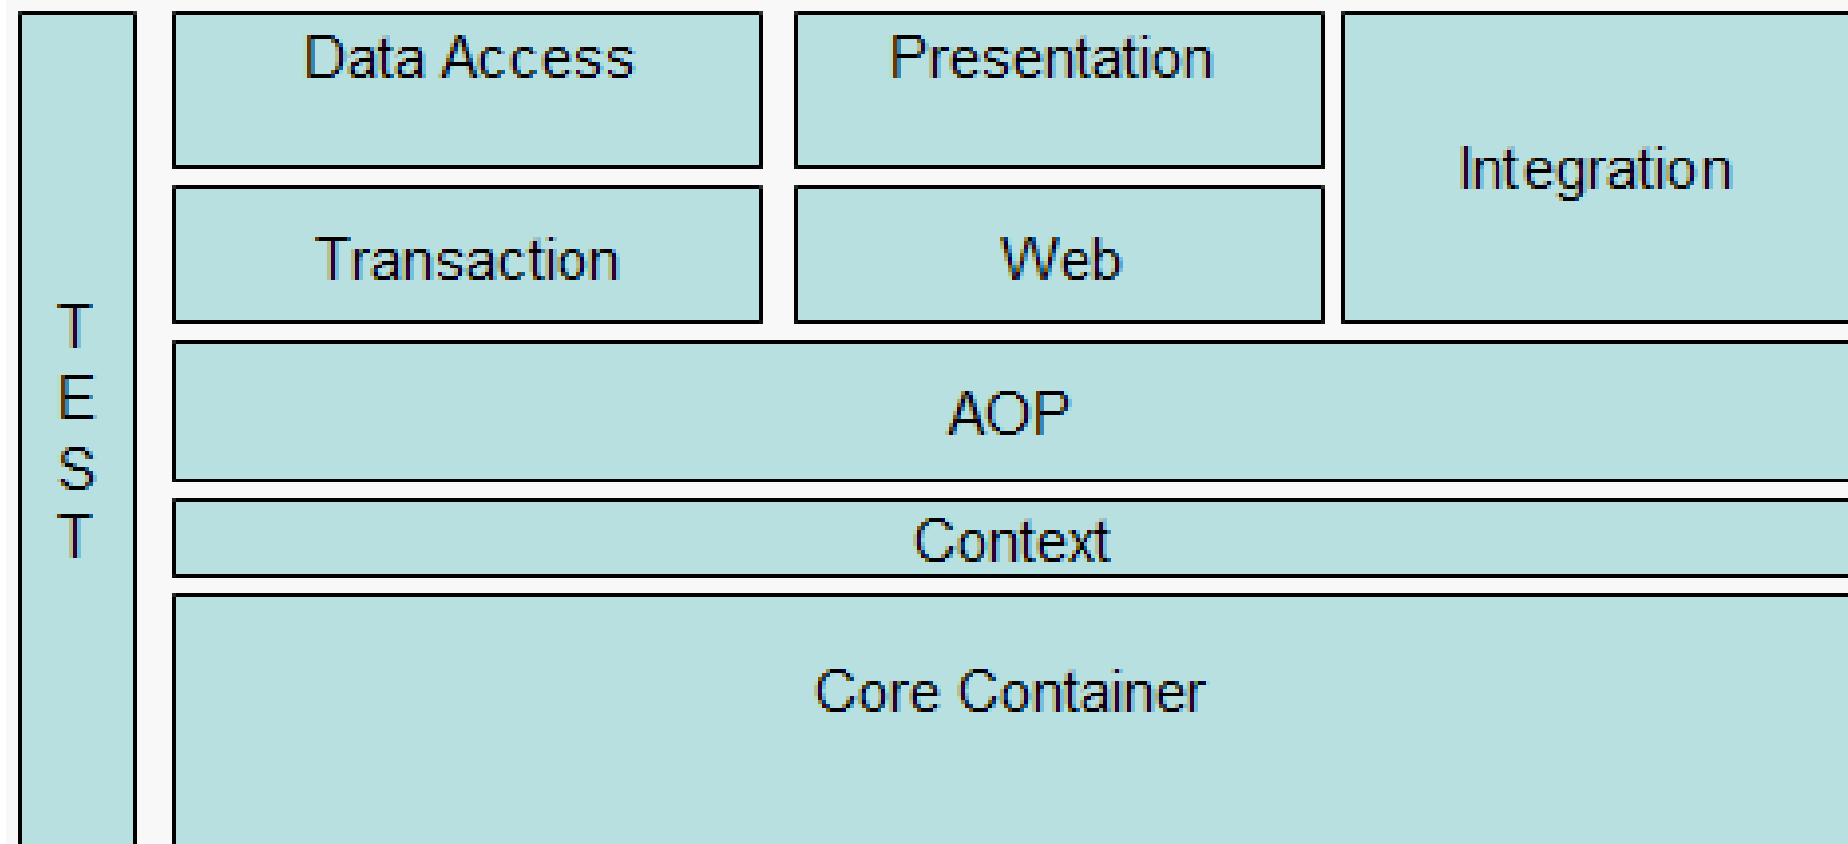 Data Access
Presentation
Integration
Transaction
Web
T
E
S
T
AOP
Context
Core Container